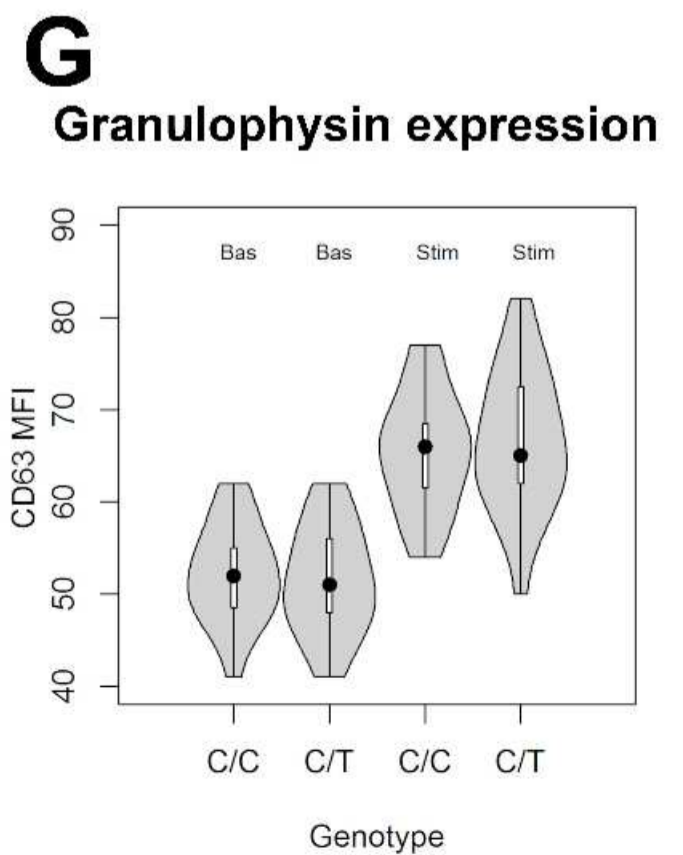 G
Granulophysin expression
Bas Bas Stim Stim
90
80
70
60
50
40
CD63 MFI
C/C C/T C/C C/T
Genotype